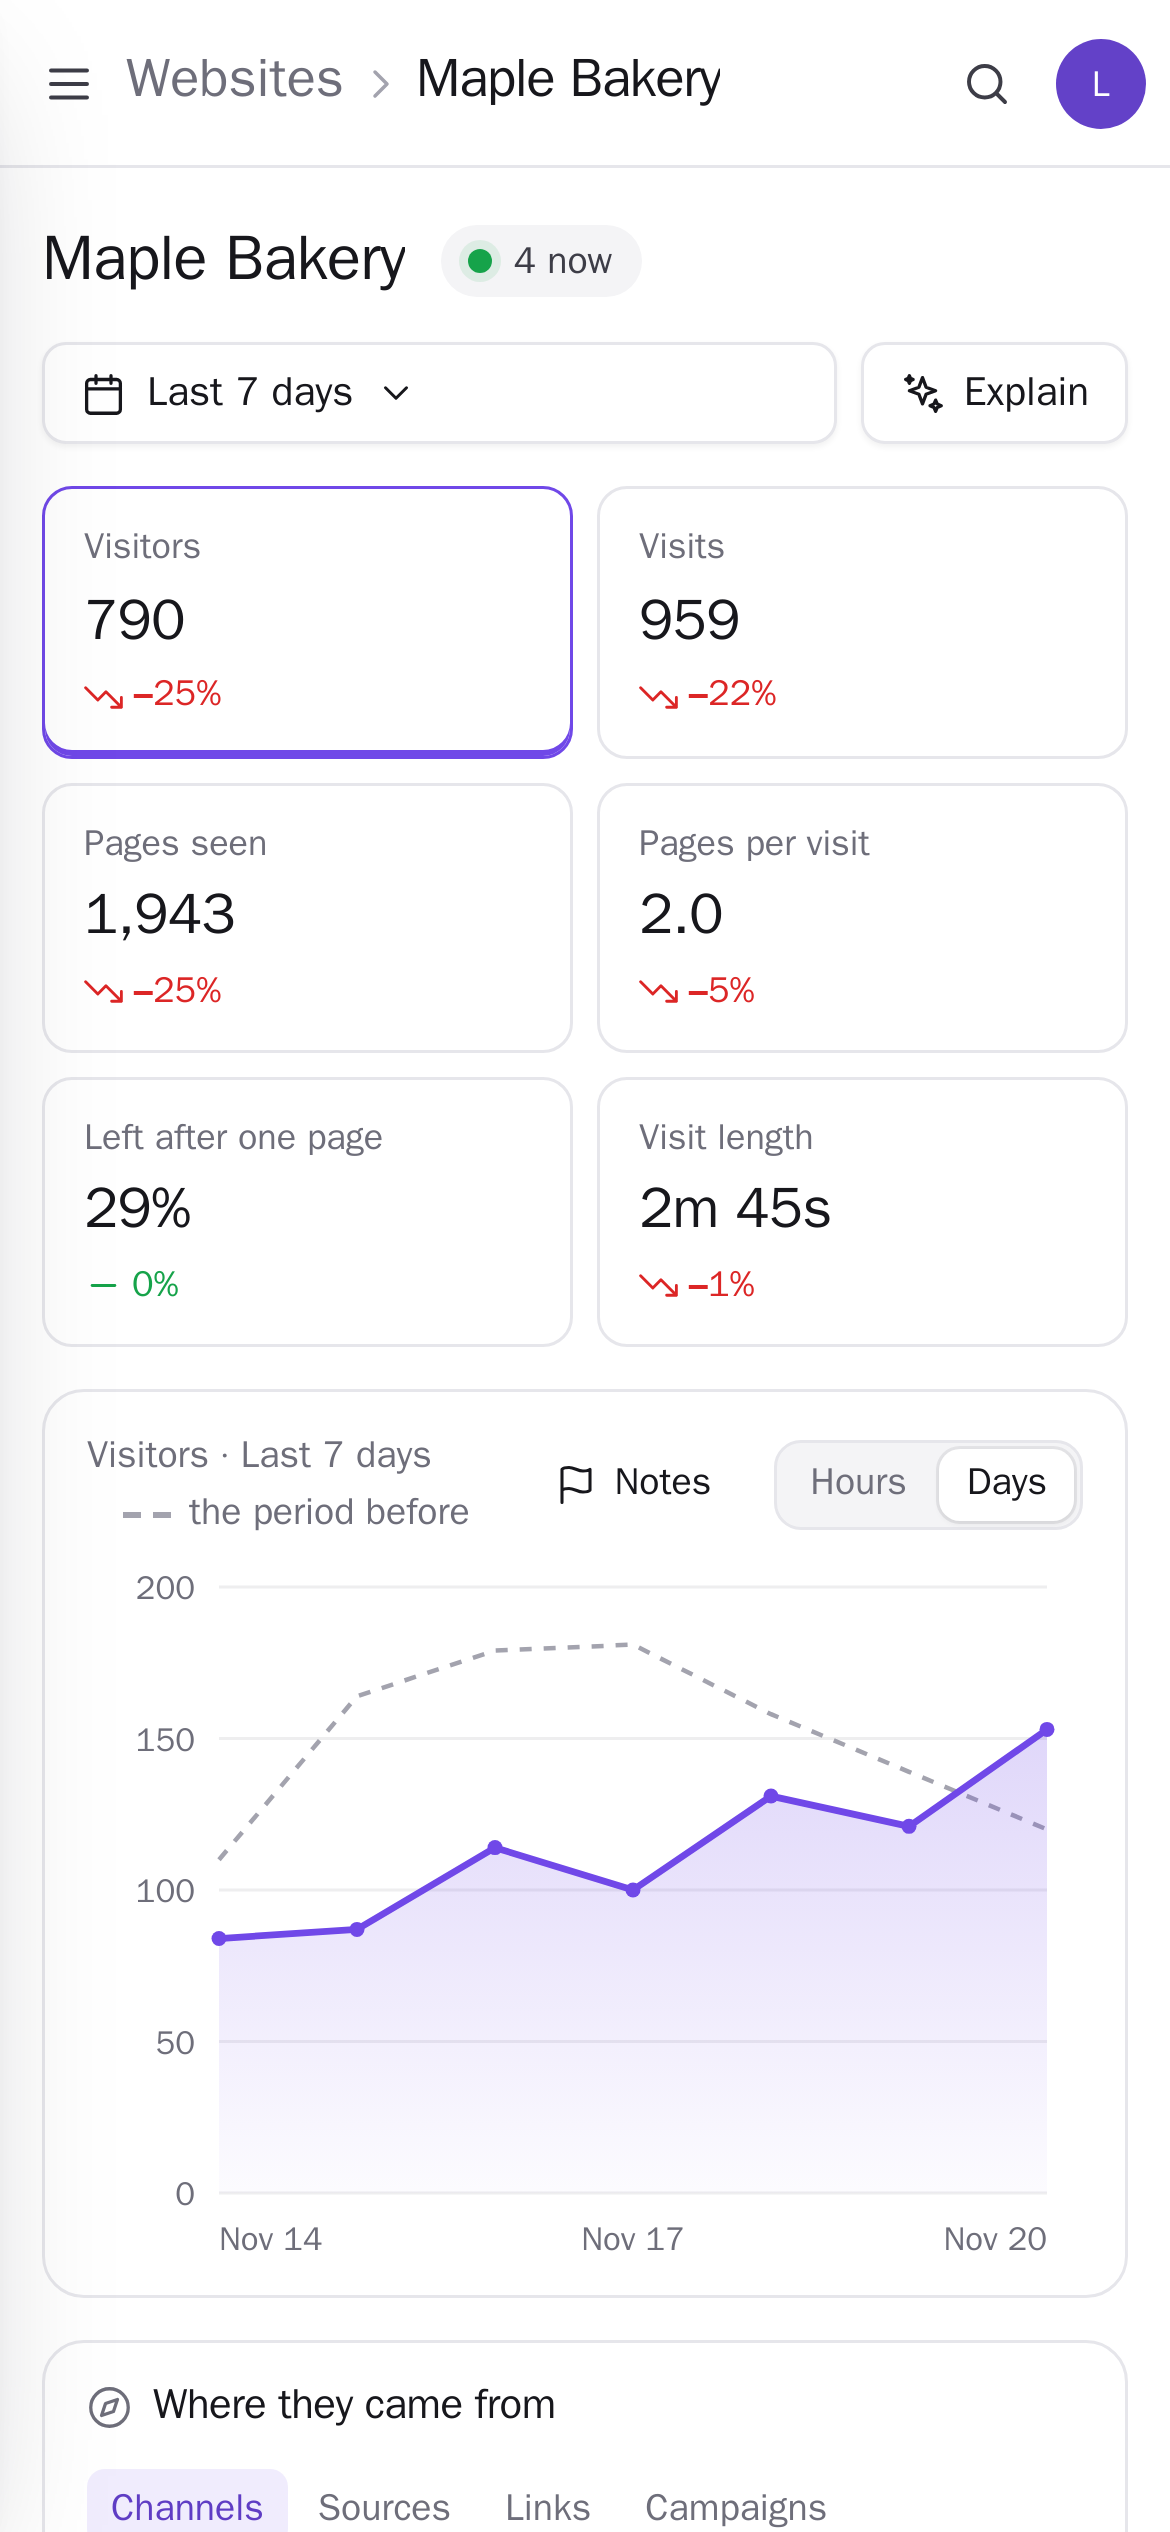 Websites > Maple Bakery
L
Maple Bakery
4 now
Last 7 days
Explain
Visitors
790
–25%
Visits
959
–22%
Pages seen
1,943
–25%
Pages per visit
2.0
–5%
Left after one page
29%
0%
Visit length
2m 45s
–1%
Visitors · Last 7 days
the period before
Notes
Hours
Days
200
150
100
50
0
Nov 14
Nov 17
Nov 20
Where they came from
Channels
Sources
Links
Campaigns